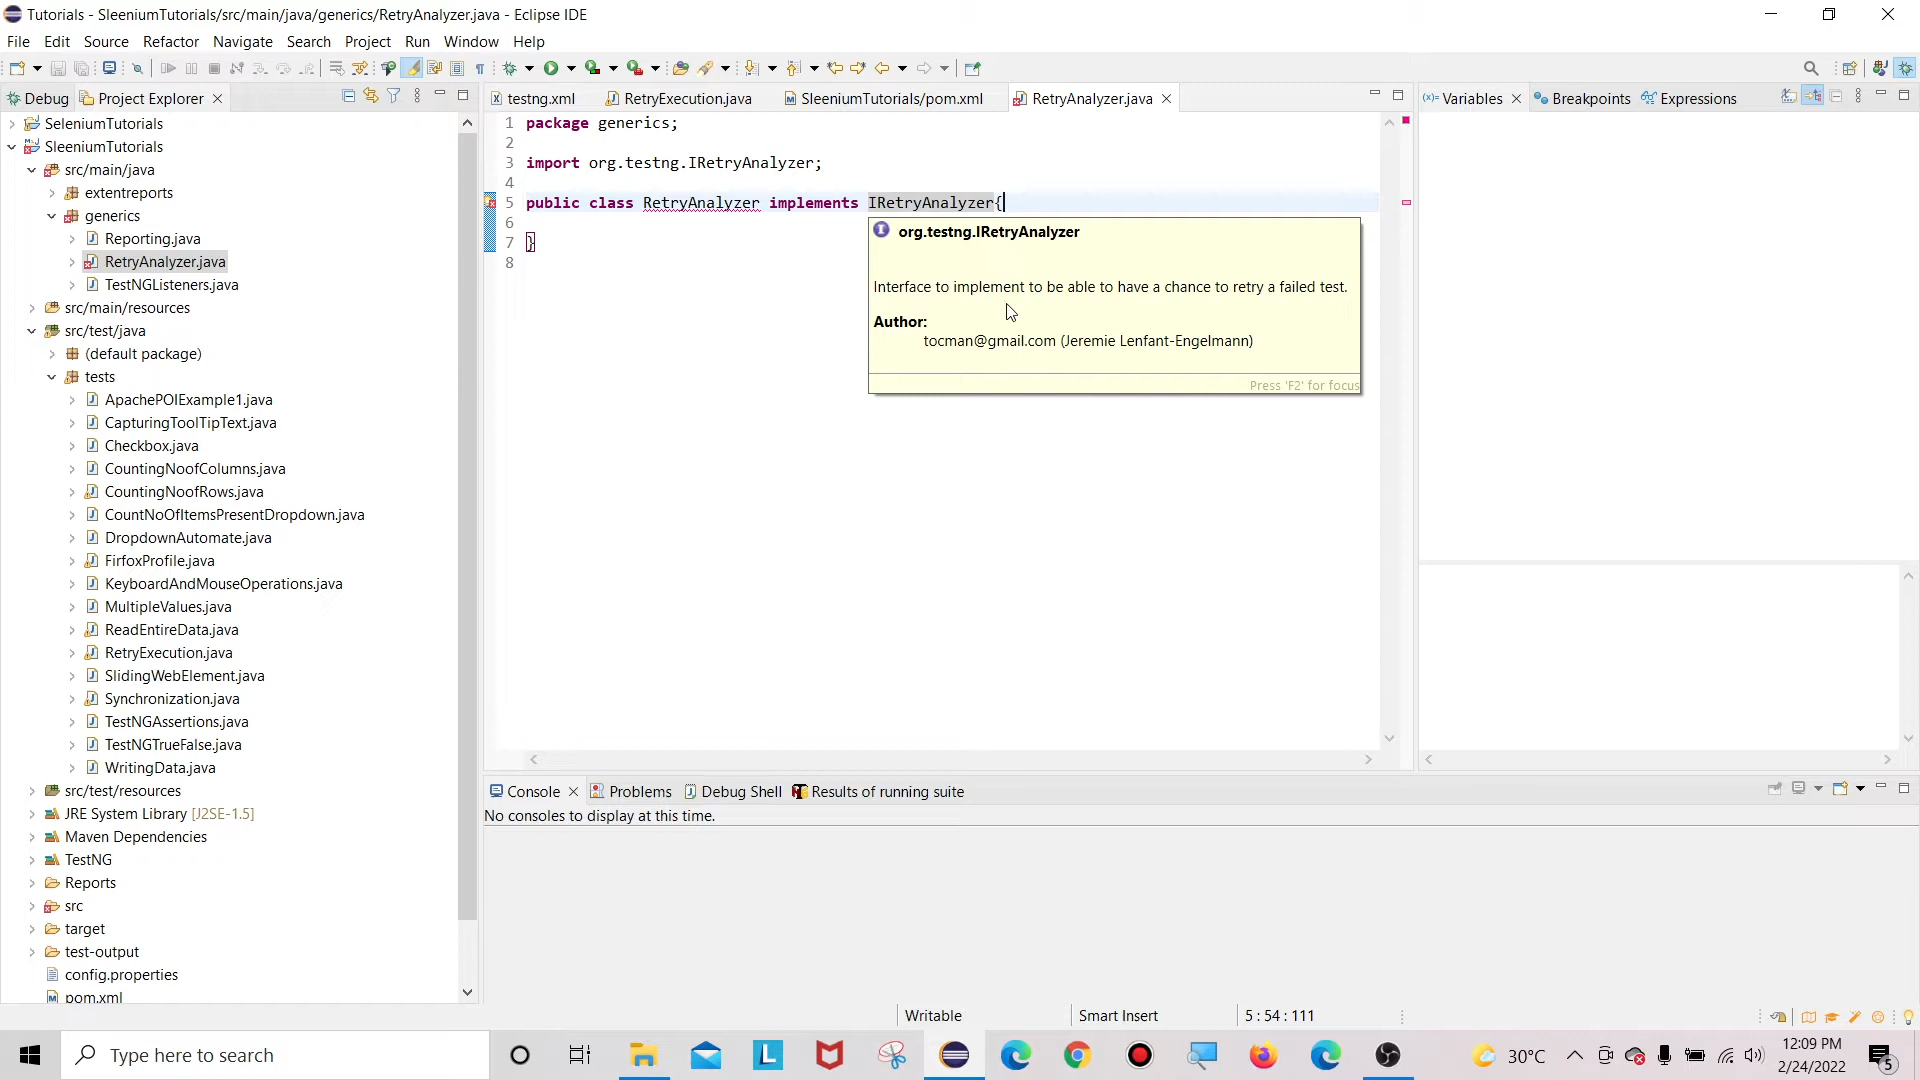 Tutorials - SleeniumTutorials/src/main/java/generics/RetryAnalyzer.java - Eclipse IDE
File Edit Source Refactor Navigate Search Project Run Window Help
Debug Project Explorer
SeleniumTutorials
SleeniumTutorials
src/main/java
extentreports
generics
Reporting.java
RetryAnalyzer.java
TestNGListeners.java
src/main/resources
src/test/java
(default package)
tests
ApachePOIExample1.java
CapturingToolTipText.java
Checkbox.java
CountingNoofColumns.java
CountingNoofRows.java
CountNoOfItemsPresentDropdown.java
DropdownAutomate.java
FirfoxProfile.java
KeyboardAndMouseOperations.java
MultipleValues.java
ReadEntireData.java
RetryExecution.java
SlidingWebElement.java
Synchronization.java
TestNGAssertions.java
TestNGTrueFalse.java
WritingData.java
src/test/resources
JRE System Library [J2SE-1.5]
Maven Dependencies
TestNG
Reports
src
target
test-output
config.properties
pom.xml
testng.xml RetryExecution.java SleeniumTutorials/pom.xml RetryAnalyzer.java
1 package generics;
2
3 import org.testng.IRetryAnalyzer;
4
5 public class RetryAnalyzer implements IRetryAnalyzer{
6
7 }
8
org.testng.IRetryAnalyzer
Interface to implement to be able to have a chance to retry a failed test.
Author:
tocman@gmail.com (Jeremie Lenfant-Engelmann)
Press 'F2' for focus
(x)= Variables Breakpoints Expressions
Console Problems Debug Shell Results of running suite
No consoles to display at this time.
Writable Smart Insert 5 : 54 : 111
Type here to search
30°C
12:09 PM
2/24/2022
5